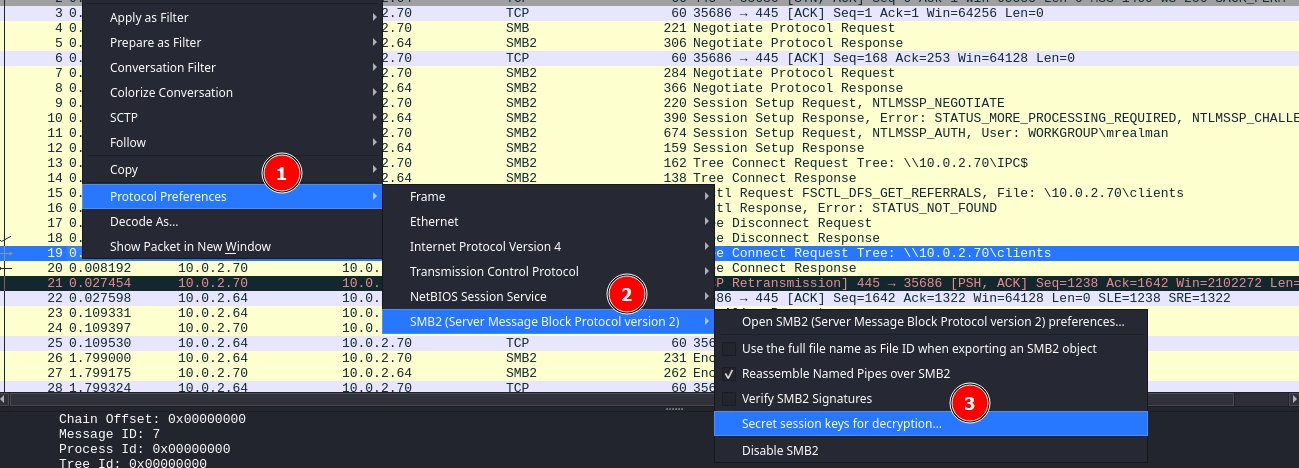 3 0. 2.70 TCP 60 35686 → 445 [ACK] Seq=1 Ack=1 Win=64256 Len=0
Apply as Filter
4 0. 2.70 SMB 221 Negotiate Protocol Request
Prepare as Filter
5 0. 2.64 SMB2 306 Negotiate Protocol Response
6 0. 2.70 TCP 60 35686 → 445 [ACK] Seq=168 Ack=253 Win=64128 Len=0
Conversation Filter
7 0. 2.70 SMB2 284 Negotiate Protocol Request
8 0. 2.64 SMB2 366 Negotiate Protocol Response
Colorize Conversation
9 0. 2.70 SMB2 220 Session Setup Request, NTLMSSP_NEGOTIATE
10 0. 2.64 SMB2 390 Session Setup Response, Error: STATUS_MORE_PROCESSING_REQUIRED, NTLMSSP_CHALLE
SCTP
11 0. 2.70 SMB2 674 Session Setup Request, NTLMSSP_AUTH, User: WORKGROUP\mrealman
Follow
12 0. 2.64 SMB2 159 Session Setup Response
13 0. 2.70 SMB2 162 Tree Connect Request Tree: \\10.0.2.70\IPC$
Copy
1
14 0. 2.64 SMB2 138 Tree Connect Response
Protocol Preferences
15 0. tl Request FSCTL_DFS_GET_REFERRALS, File: \10.0.2.70\clients
Frame
16 0. tl Response, Error: STATUS_NOT_FOUND
Decode As...
Ethernet
17 0. e Disconnect Request
18 0. e Disconnect Response
Show Packet in New Window
Internet Protocol Version 4
19 0. e Connect Request Tree: \\10.0.2.70\clients
20 0.008192 10.0.2.70 10.0. e Connect Response
Transmission Control Protocol
21 0.027454 10.0.2.70 10.0. P Retransmission] 445 → 35686 [PSH, ACK] Seq=1238 Ack=1642 Win=2102272 Len=
NetBIOS Session Service
2
22 0.027598 10.0.2.64 10.0. 86 → 445 [ACK] Seq=1642 Ack=1322 Win=64128 Len=0 SLE=1238 SRE=1322
23 0.109331 10.0.2.64 10.0.
SMB2 (Server Message Block Protocol version 2)
Open SMB2 (Server Message Block Protocol version 2) preferences...
24 0.109397 10.0.2.70 10.0.
25 0.109530 10.0.2.64 10.0.2.70 TCP 60 356
Use the full file name as File ID when exporting an SMB2 object
26 1.799000 10.0.2.64 10.0.2.70 SMB2 231 Enc
27 1.799175 10.0.2.70 10.0.2.64 SMB2 262 Enc
Reassemble Named Pipes over SMB2
28 1.799324 10.0.2.64 10.0.2.70 TCP 60 356
Verify SMB2 Signatures
3
Chain Offset: 0x00000000
Secret session keys for decryption...
Message ID: 7
Process Id: 0x00000000
Disable SMB2
Tree Id: 0x00000000